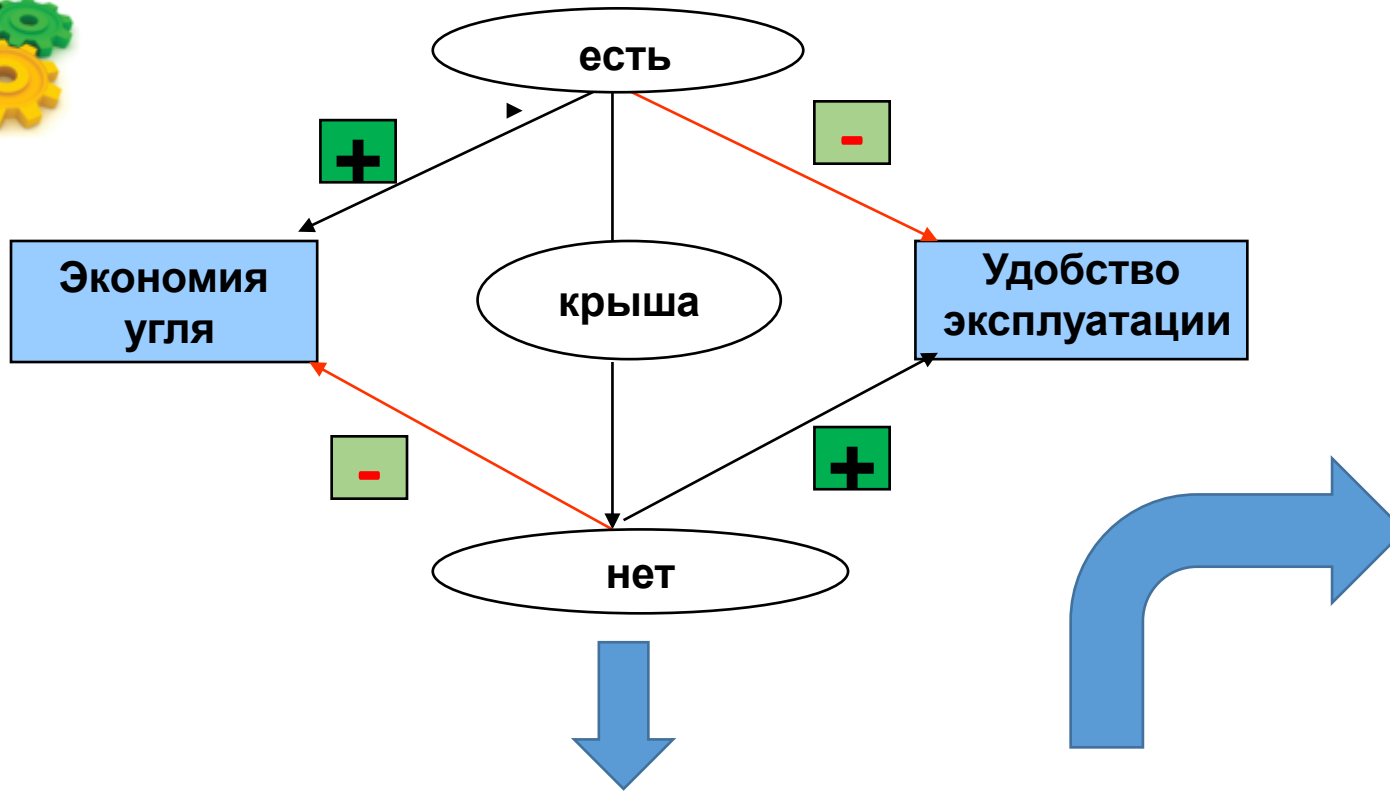 есть
+
-
Экономия
угля
крыша
Удобство
эксплуатации
-
+
нет